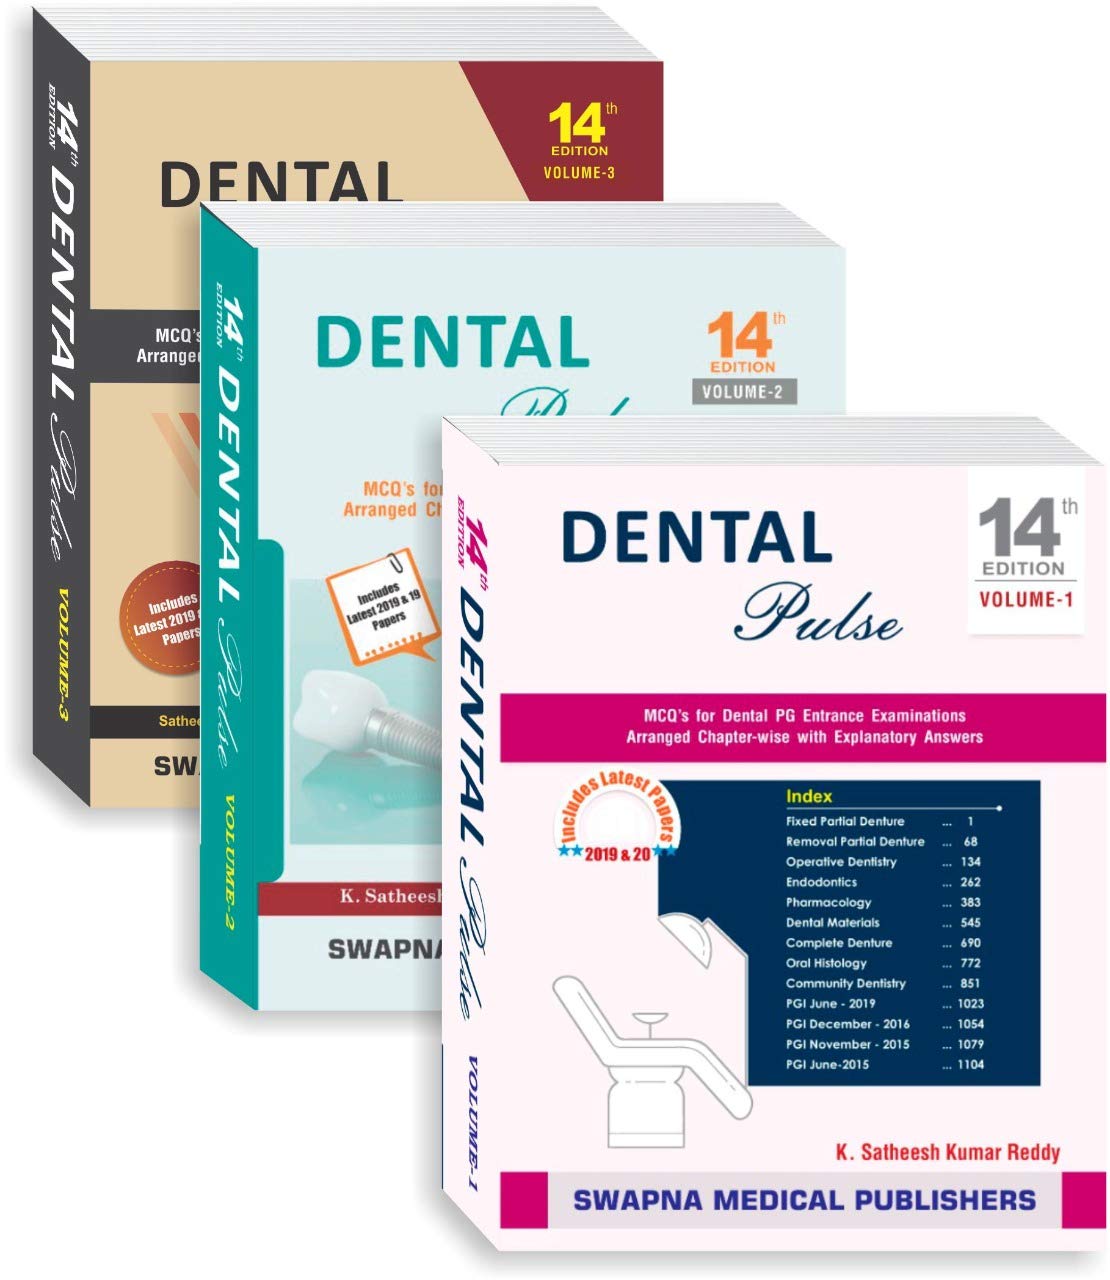 14th
EDITION
DENTAL
Pulse
VOLUME-3
DENTAL
14th
EDITION
VOLUME-3
MCQ's
Arranged
Includes
Latest 2019
Papers
SWA
14th
EDITION
DENTAL
Pulse
VOLUME-2
DENTAL
Pulse
14th
EDITION
VOLUME-2
MCQ's
Arranged
Includes
Latest 2019 & 19
Papers
K. Satheesh
SWAPNA
14th
EDITION
DENTAL
Pulse
VOLUME-1
DENTAL
Pulse
14th
EDITION
VOLUME-1
MCQ's for Dental PG Entrance Examinations
Arranged Chapter-wise with Explanatory Answers
Includes Latest Papers
2019 & 20
Index
Fixed Partial Denture ... 1
Removal Partial Denture ... 68
Operative Dentistry ... 134
Endodontics ... 262
Pharmacology ... 383
Dental Materials ... 545
Complete Denture ... 690
Oral Histology ... 772
Community Dentistry ... 851
PGI June - 2019 ... 1023
PGI December - 2016 ... 1054
PGI November - 2015 ... 1079
PGI June-2015 ... 1104
K. Satheesh Kumar Reddy
SWAPNA MEDICAL PUBLISHERS